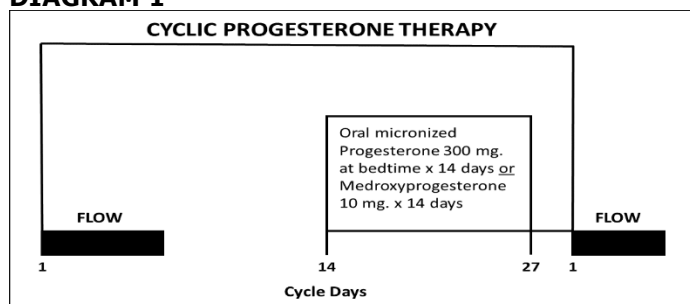 DIAGRAM 1
CYCLIC PROGESTERONE THERAPY
Oral micronized
Progesterone 300 mg.
at bedtime x 14 days or
Medroxyprogesterone
10 mg. x 14 days
FLOW FLOW
1 14 27 1
Cycle Days